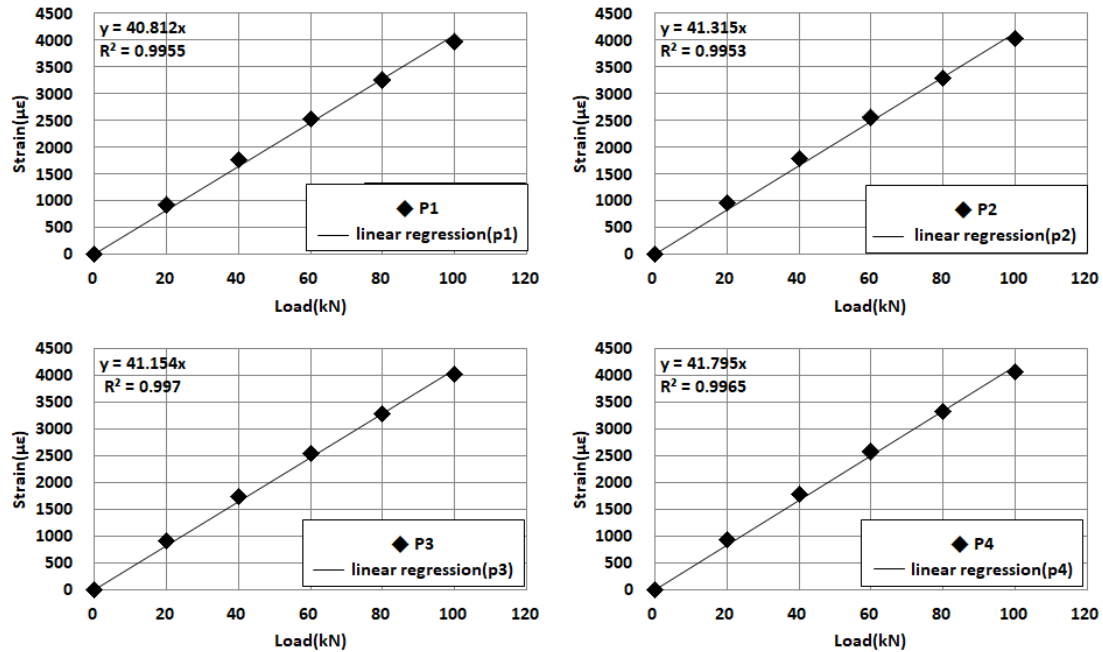 y = 40.812x
R² = 0.9955
4500
4000
3500
3000
2500
2000
1500
1000
500
0
Strain(με)
P1
linear regression(p1)
0 20 40 60 80 100 120
Load(kN)
y = 41.315x
R² = 0.9953
4500
4000
3500
3000
2500
2000
1500
1000
500
0
Strain(με)
P2
linear regression(p2)
0 20 40 60 80 100 120
Load(kN)
y = 41.154x
R² = 0.997
4500
4000
3500
3000
2500
2000
1500
1000
500
0
Strain(με)
P3
linear regression(p3)
0 20 40 60 80 100 120
Load(kN)
y = 41.795x
R² = 0.9965
4500
4000
3500
3000
2500
2000
1500
1000
500
0
Strain(με)
P4
linear regression(p4)
0 20 40 60 80 100 120
Load(kN)